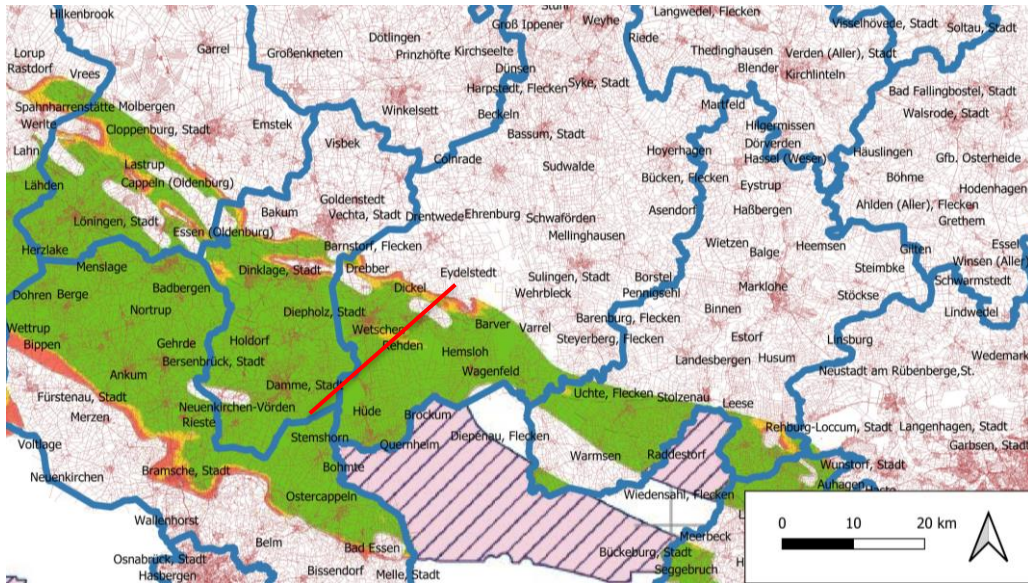 Hilkenbrook
Stuhr
Weyhe
Langwedel, Flecken
Groß Ippener
Riede
Visselhövede, Stadt
Soltau, Stadt
Garrel
Dötlingen
Großenkneten
Prinzhöfte
Kirchseelte
Thedinghausen
Verden (Aller), Stadt
Lorup
Rastdorf
Vrees
Dünsen
Harpstedt, Flecken
Syke, Stadt
Blender
Kirchlinteln
Bad Fallingbostel, Stadt
Spahnharrenstätte
Molbergen
Winkelsett
Beckeln
Martfeld
Walsrode, Stadt
Werlte
Cloppenburg, Stadt
Emstek
Bassum, Stadt
Hilgermissen
Lahn
Visbek
Dörverden
Hoyerhagen
Hassel (Weser)
Häuslingen
Gfb. Osterheide
Lastrup
Colnrade
Sudwalde
Lähden
Cappeln (Oldenburg)
Bücken, Flecken
Eystrup
Böhme
Hodenhagen
Goldenstedt
Löningen, Stadt
Bakum
Vechta, Stadt
Drentwede
Ehrenburg
Schwaförden
Asendorf
Haßbergen
Ahlden (Aller), Flecken
Grethem
Essen (Oldenburg)
Mellinghausen
Herzlake
Barnstorf, Flecken
Wietzen
Balge
Heemsen
Gilten
Essel
Menslage
Dinklage, Stadt
Drebber
Eydelstedt
Sulingen, Stadt
Borstel
Steimbke
Winsen (Aller)
Schwarmstedt
Dohren
Berge
Badbergen
Dickel
Wehrbleck
Pennigsehl
Marklohe
Stöckse
Nortrup
Diepholz, Stadt
Binnen
Lindwedel
Wettrup
Bippen
Wetschen
Barver
Varrel
Barenburg, Flecken
Gehrde
Holdorf
Rehden
Hemsloh
Steyerberg, Flecken
Estorf
Linsburg
Wedemark
Bersenbrück, Stadt
Landesbergen
Husum
Ankum
Damme, Stadt
Wagenfeld
Neustadt am Rübenberge,St.
Fürstenau, Stadt
Merzen
Neuenkirchen-Vörden
Rieste
Hüde
Brockum
Uchte, Flecken
Stolzenau
Leese
Voltlage
Stemshorn
Quernheim
Diepenau, Flecken
Rehburg-Loccum, Stadt
Langenhagen, Stadt
Garbsen, Stadt
Neuenkirchen
Bramsche, Stadt
Bohmte
Warmsen
Raddestorf
Wunstorf, Stadt
Auhagen
Ostercappeln
Wiedensahl, Flecken
Wallenhorst
Belm
Bad Essen
Meerbeck
Osnabrück, Stadt
Hasbergen
Bissendorf
Melle, Stadt
Bückeburg, Stadt
Seggebruch
0 10 20 km